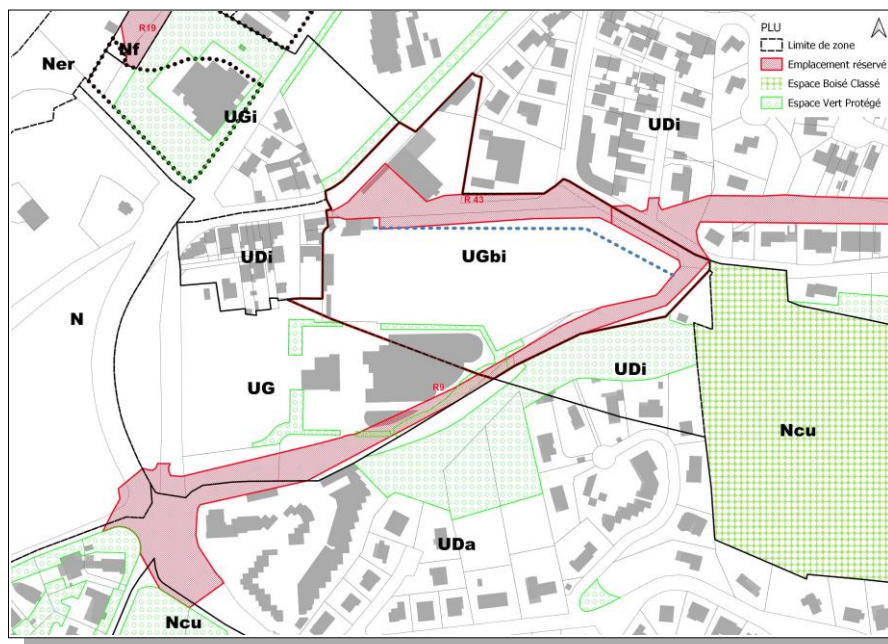 R19
Nf
Ner
UGi
PLU
Limite de zone
Emplacement réservé
Espace Boisé Classé
Espace Vert Protégé
UDi
R 43
UDi
UGbi
N
UG
R9
UDi
Ncu
UDa
Ncu